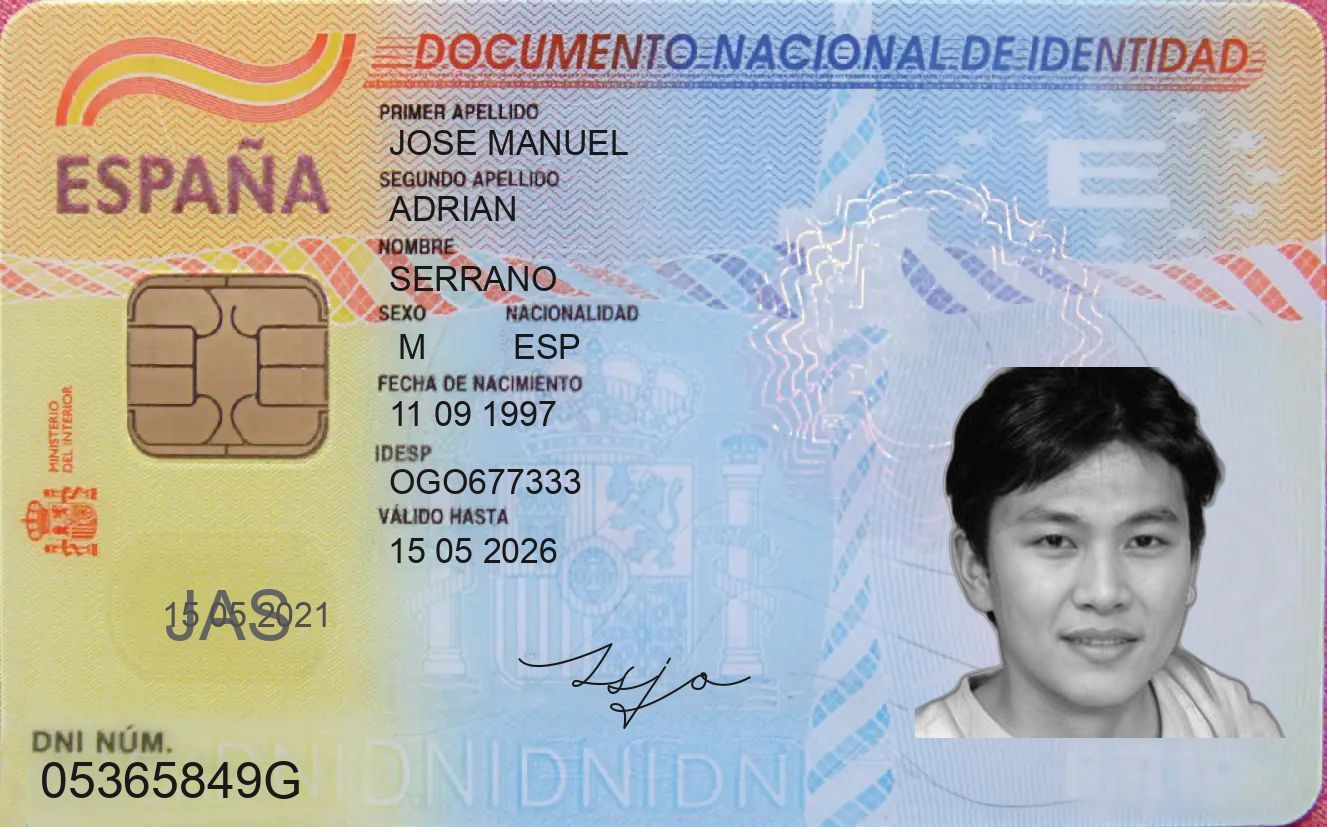 DOCUMENTO NACIONAL DE IDENTIDAD
ESPAÑA
PRIMER APELLIDO
JOSE MANUEL
SEGUNDO APELLIDO
ADRIAN
NOMBRE
SERRANO
SEXO NACIONALIDAD
M ESP
FECHA DE NACIMIENTO
11 09 1997
IDESP
OGO677333
VÁLIDO HASTA
15 05 2026
MINISTERIO
DEL INTERIOR
E
JAS
15 05 2021
DNI NÚM.
05365849G
DNIDNIDNIDNI